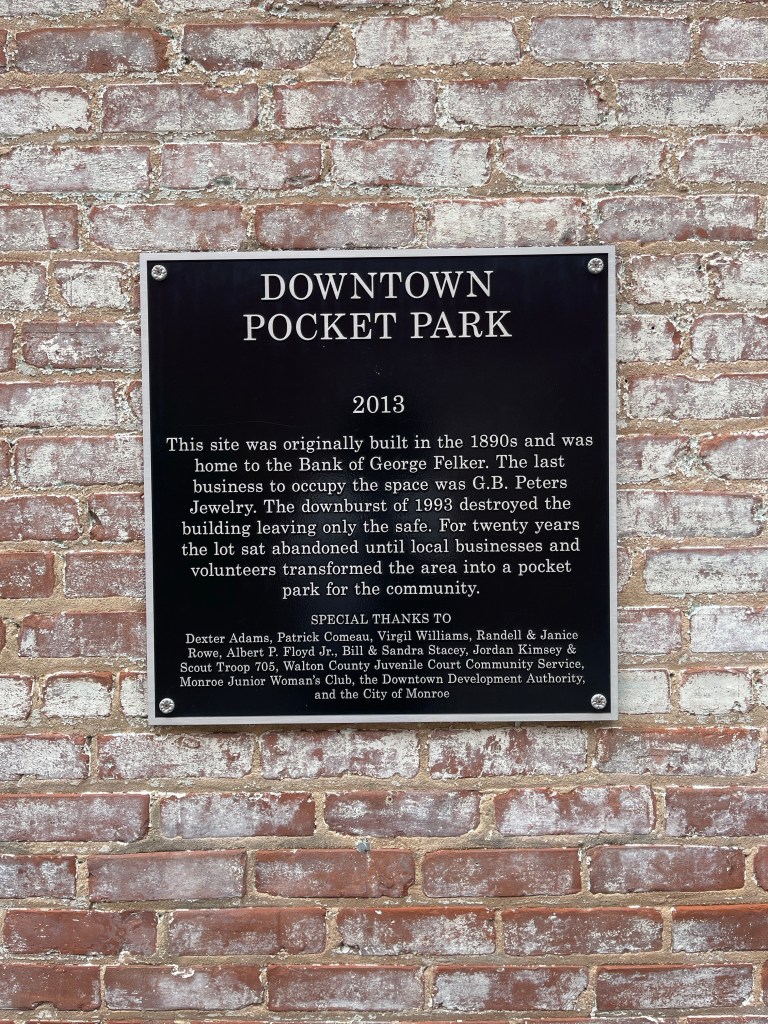 DOWNTOWN
POCKET PARK
2013
This site was originally built in the 1890s and was
home to the Bank of George Felker. The last
business to occupy the space was G.B. Peters
Jewelry. The downburst of 1993 destroyed the
building leaving only the safe. For twenty years
the lot sat abandoned until local businesses and
volunteers transformed the area into a pocket
park for the community.
SPECIAL THANKS TO
Dexter Adams, Patrick Comeau, Virgil Williams, Randell & Janice
Rowe, Albert P. Floyd Jr., Bill & Sandra Stacey, Jordan Kimsey &
Scout Troop 705, Walton County Juvenile Court Community Service,
Monroe Junior Woman's Club, the Downtown Development Authority,
and the City of Monroe